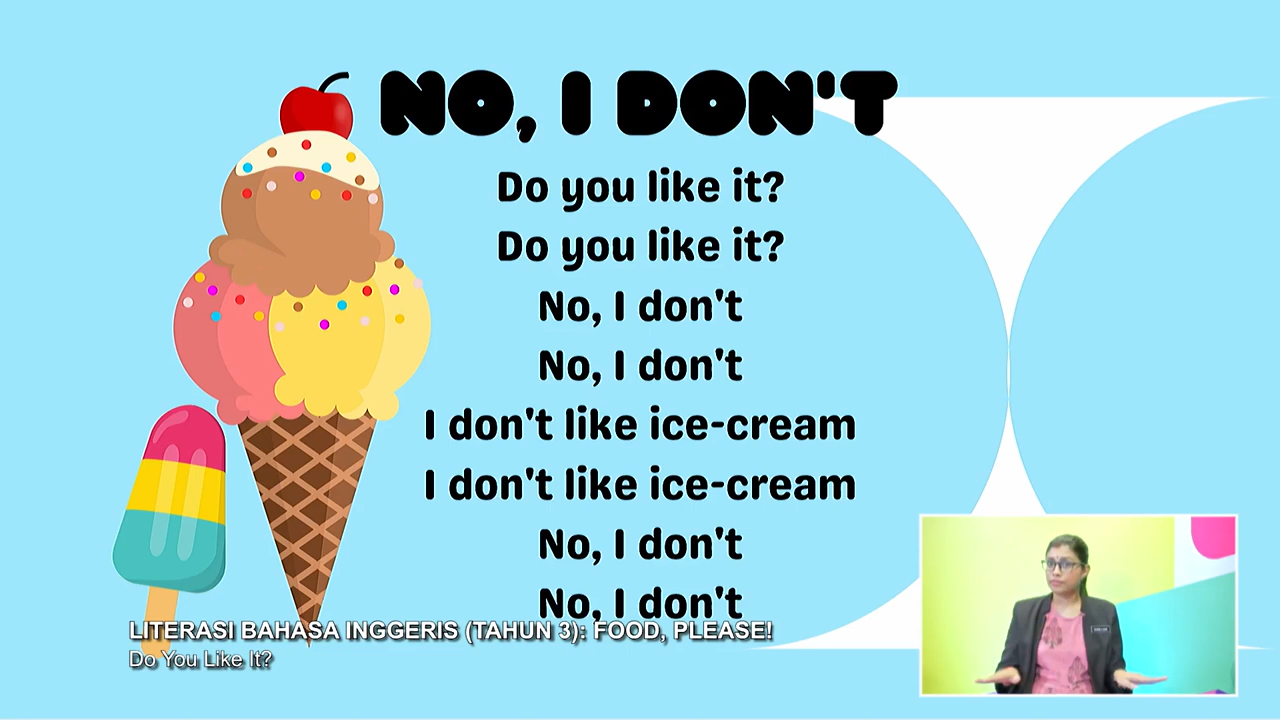 NO, I DON'T
Do you like it?
Do you like it?
No, I don't
No, I don't
I don't like ice-cream
I don't like ice-cream
No, I don't
No, I don't
LITERASI BAHASA INGGERIS (TAHUN 3): FOOD, PLEASE!
Do You Like It?